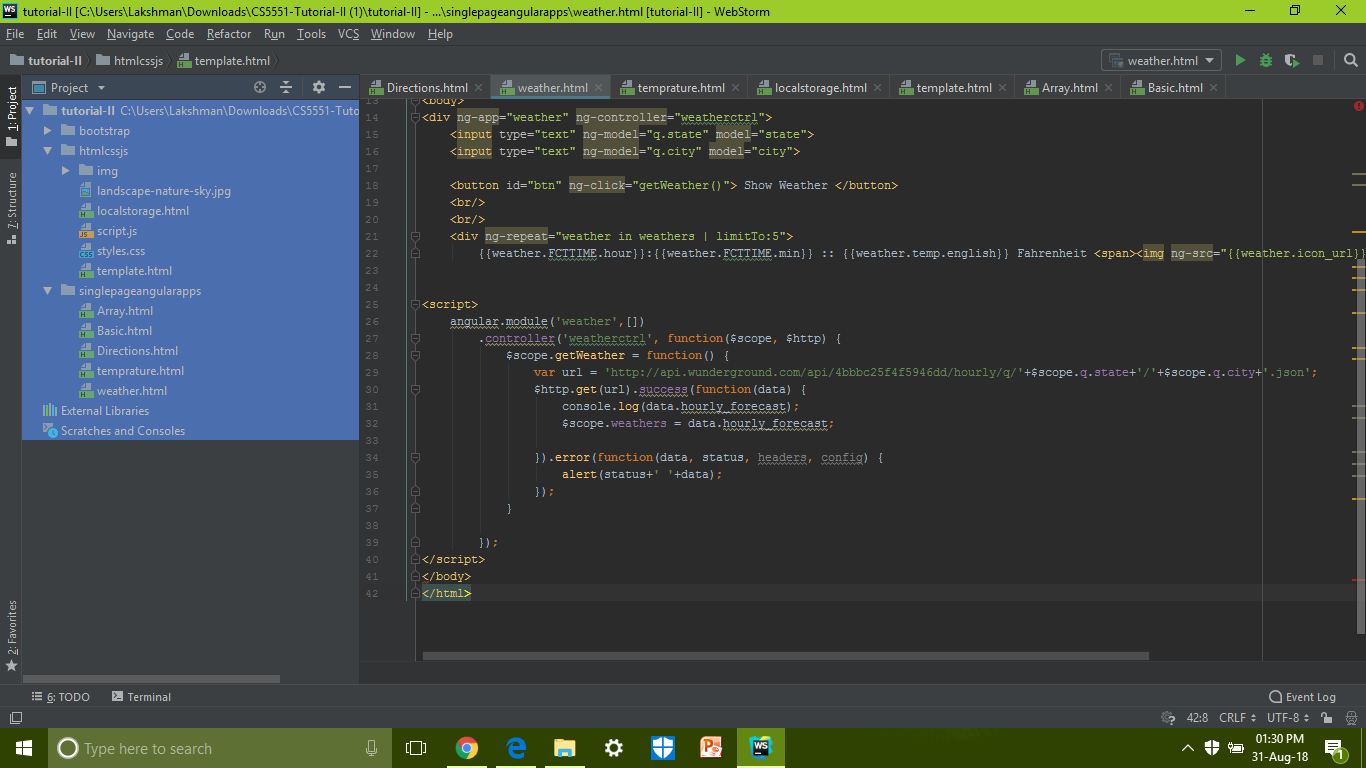 WS tutorial-II [C:\Users\Lakshman\Downloads\CS5551-Tutorial-II (1)\tutorial-II] - ...\singlepageangularapps\weather.html [tutorial-II] - WebStorm
File Edit View Navigate Code Refactor Run Tools VCS Window Help
tutorial-II htmlcssjs template.html weather.html
1: Project
7: Structure
2: Favorites
Project
tutorial-II C:\Users\Lakshman\Downloads\CS5551-Tuto
bootstrap
htmlcssjs
img
landscape-nature-sky.jpg
localstorage.html
script.js
styles.css
template.html
singlepageangularapps
Array.html
Basic.html
Directions.html
temprature.html
weather.html
External Libraries
Scratches and Consoles
Directions.html weather.html temprature.html localstorage.html template.html Array.html Basic.html
13 <body>
14 <div ng-app="weather" ng-controller="weatherctrl">
15 <input type="text" ng-model="q.state" model="state">
16 <input type="text" ng-model="q.city" model="city">
17
18 <button id="btn" ng-click="getWeather()"> Show Weather </button>
19 <br/>
20 <br/>
21 <div ng-repeat="weather in weathers | limitTo:5">
22 {{weather.FCTTIME.hour}}:{{weather.FCTTIME.min}} :: {{weather.temp.english}} Fahrenheit <span><img ng-src="{{weather.icon_url}}
23
24
25 <script>
26 angular.module('weather',[])
27 .controller('weatherctrl', function($scope, $http) {
28 $scope.getWeather = function() {
29 var url = 'http://api.wunderground.com/api/4bbbc25f4f5946dd/hourly/q/'+$scope.q.state+'/'+$scope.q.city+'.json';
30 $http.get(url).success(function(data) {
31 console.log(data.hourly_forecast);
32 $scope.weathers = data.hourly_forecast;
33
34 }).error(function(data, status, headers, config) {
35 alert(status+' '+data);
36 });
37 }
38
39 });
40 </script>
41 </body>
42 </html>
6: TODO Terminal Event Log
42:8 CRLF UTF-8
Type here to search
WS
01:30 PM
31-Aug-18
1